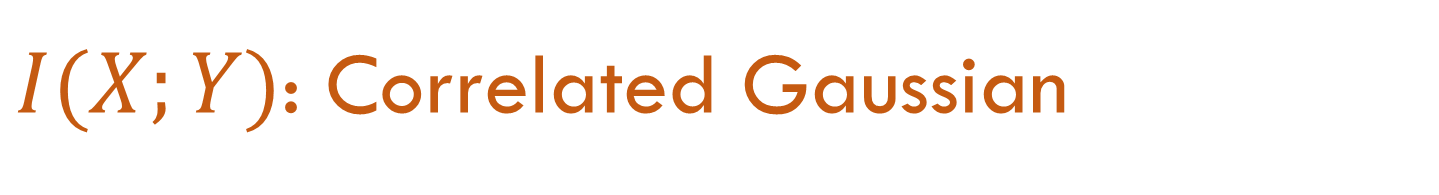 𝐼(𝑋; 𝑌): Correlated Gaussian